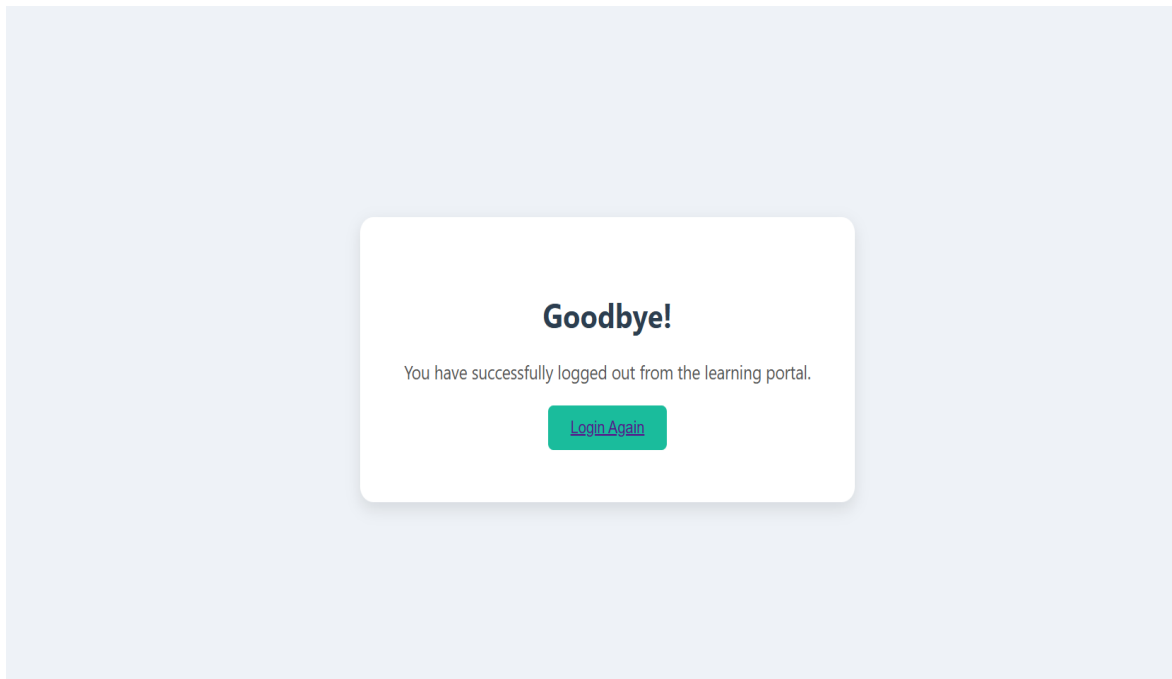 Goodbye!
You have successfully logged out from the learning portal.
Login Again